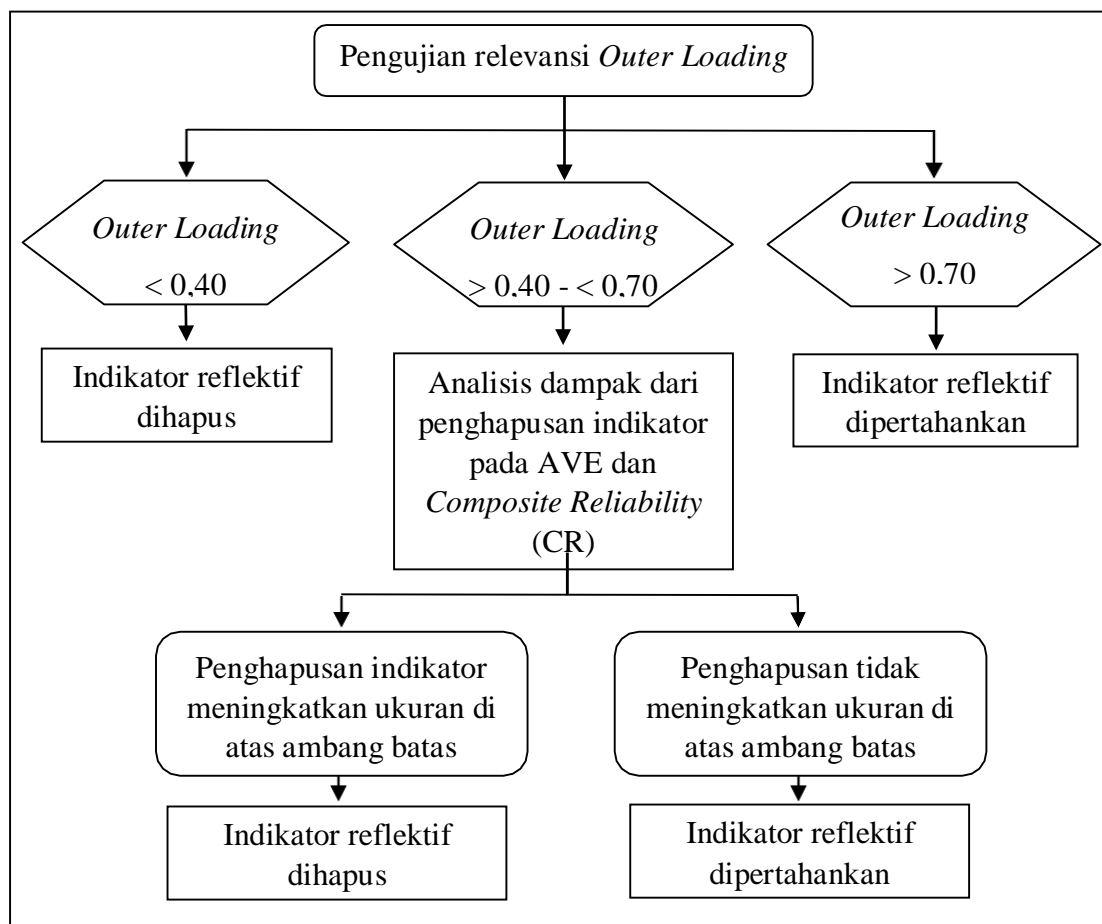 Pengujian relevansi Outer Loading
Outer Loading
< 0,40
Outer Loading
> 0,40 - < 0,70
Outer Loading
> 0,70
Indikator reflektif
dihapus
Analisis dampak dari
penghapusan indikator
pada AVE dan
Composite Reliability
(CR)
Indikator reflektif
dipertahankan
Penghapusan indikator
meningkatkan ukuran di
atas ambang batas
Penghapusan tidak
meningkatkan ukuran di
atas ambang batas
Indikator reflektif
dihapus
Indikator reflektif
dipertahankan